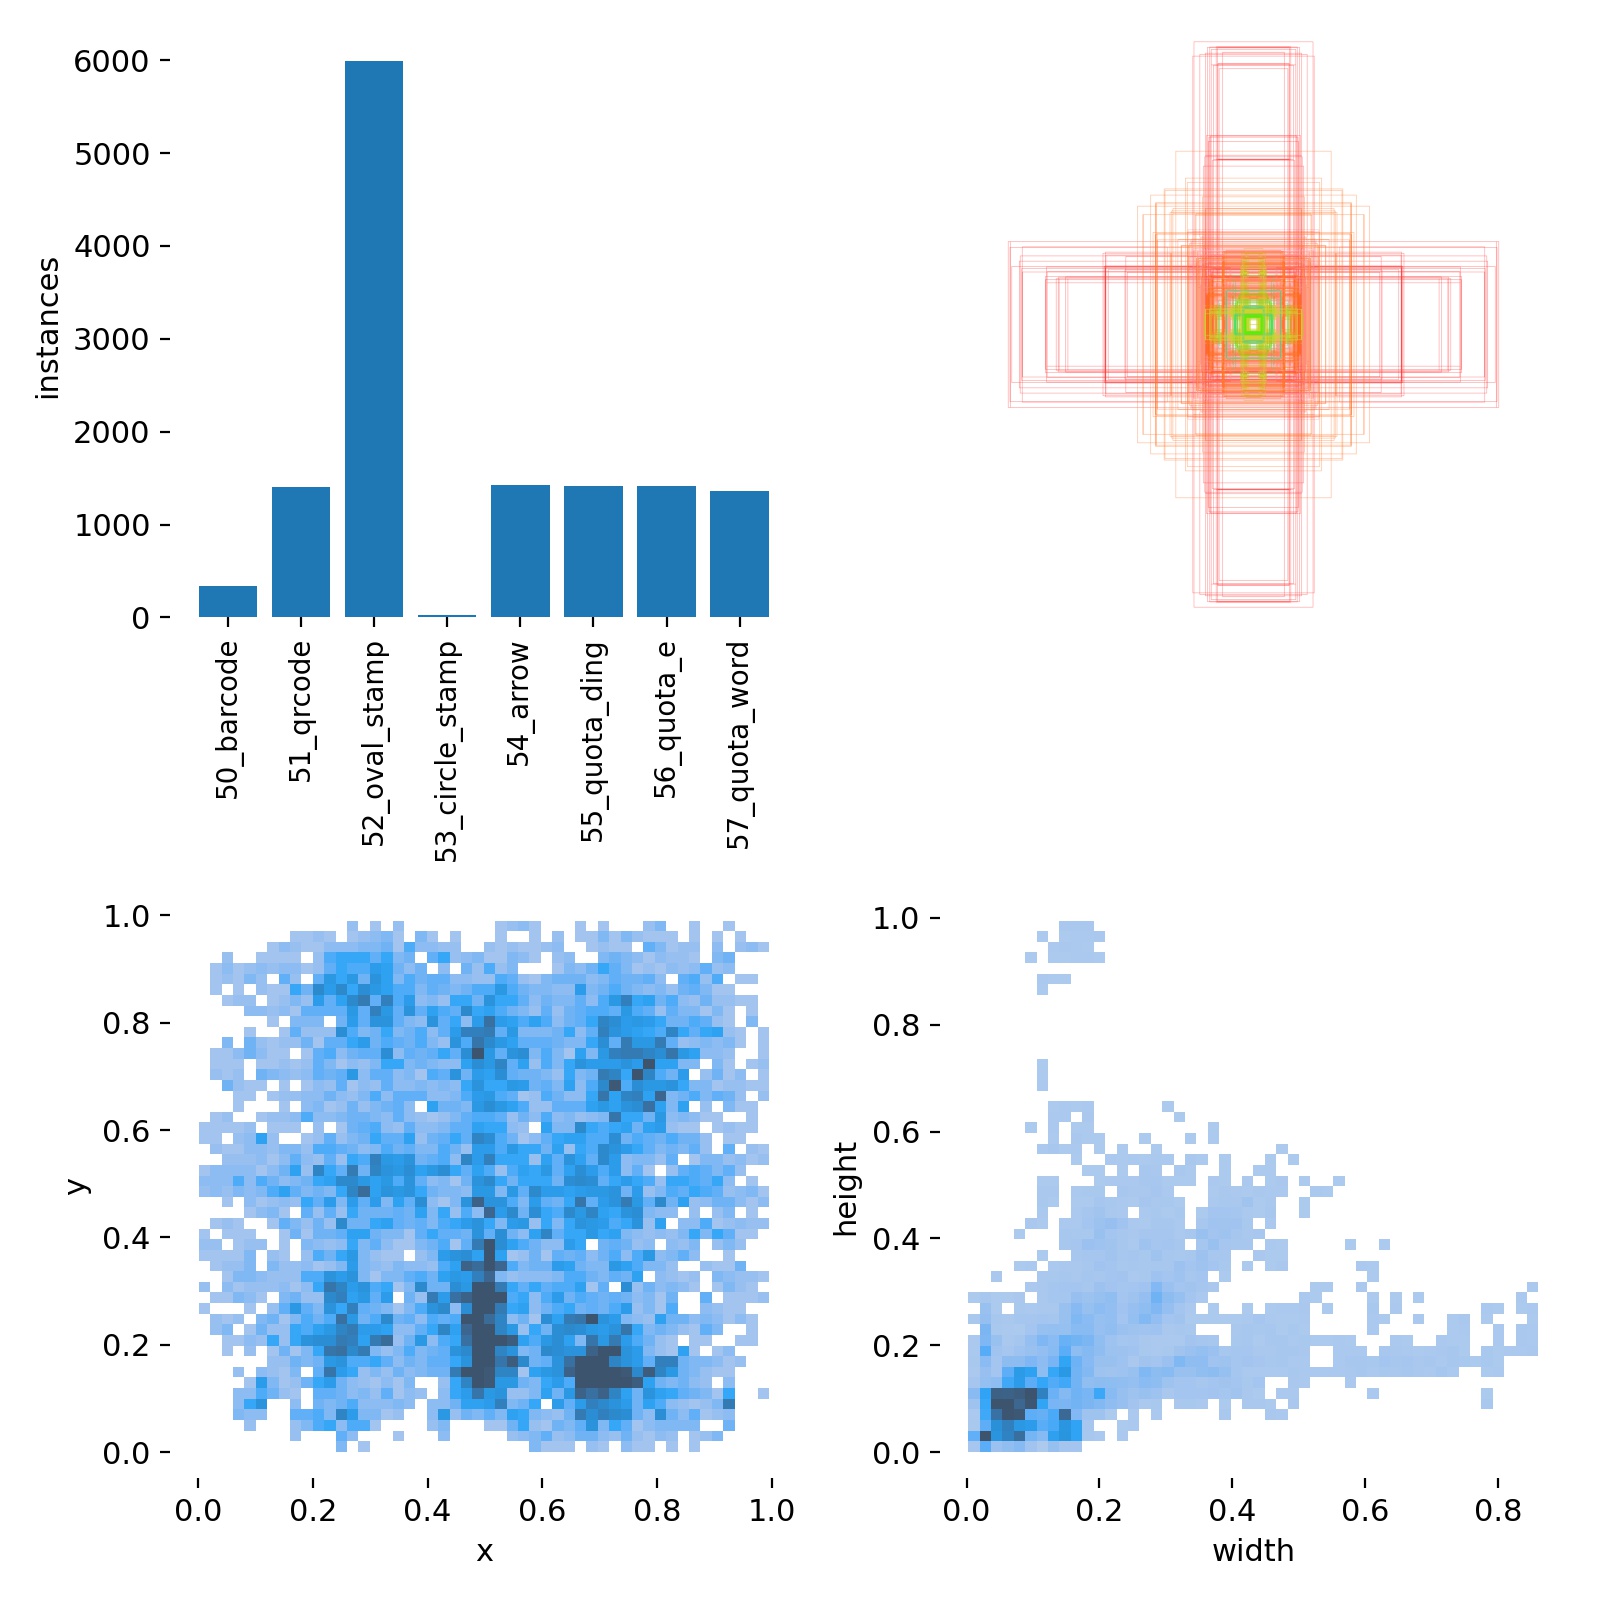 6000
5000
4000
3000
2000
1000
0
instances
50_barcode
51_qrcode
52_oval_stamp
53_circle_stamp
54_arrow
55_quota_ding
56_quota_e
57_quota_word
1.0
0.8
0.6
0.4
0.2
0.0
y
0.0 0.2 0.4 0.6 0.8 1.0
x
1.0
0.8
0.6
0.4
0.2
0.0
height
0.0 0.2 0.4 0.6 0.8
width